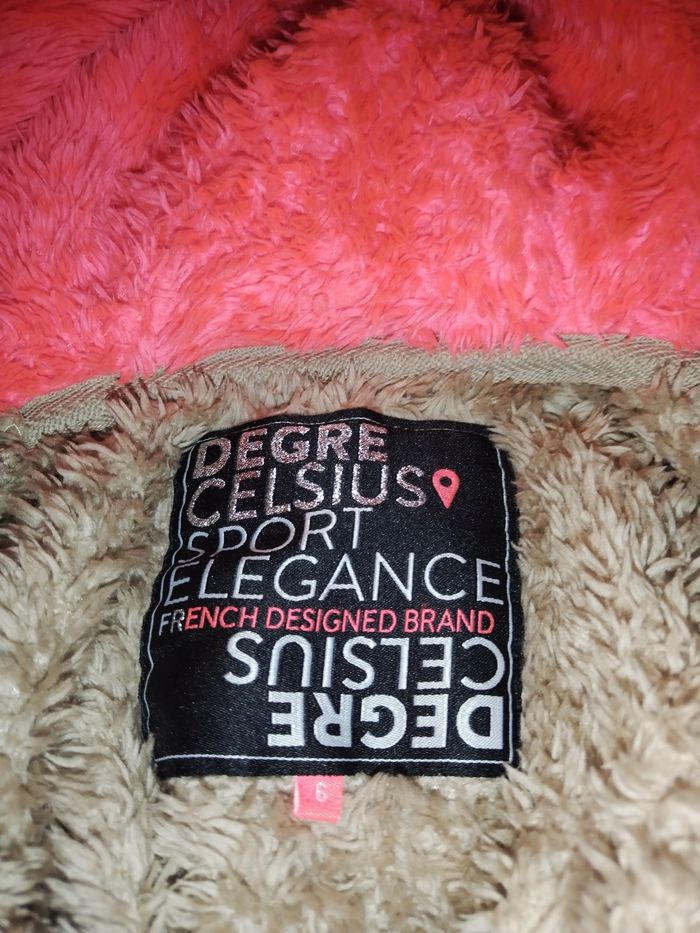 DEGRE
CELSIUS
SPORT
ELEGANCE
FRENCH DESIGNED BRAND
CELSIUS
DEGRE
6